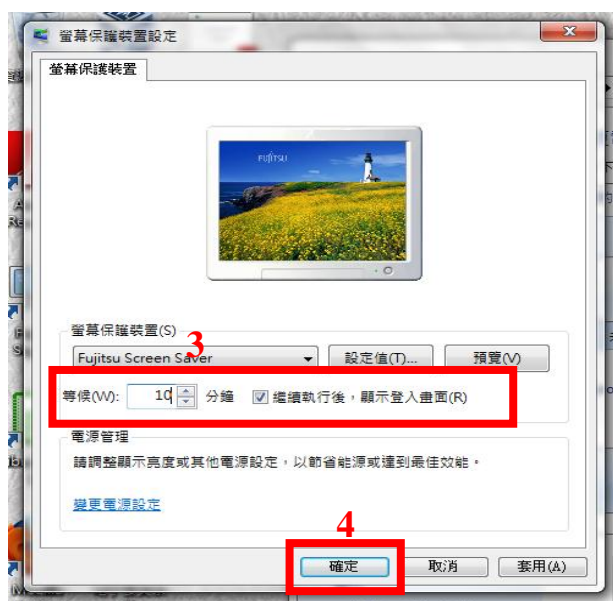 螢幕保護裝置設定
螢幕保護裝置
FUJITSU
螢幕保護裝置(S)
3
Fujitsu Screen Saver
設定值(T)...
預覽(V)
等候(W):
10
分鐘
繼續執行後，顯示登入畫面(R)
電源管理
請調整顯示亮度或其他電源設定，以節省能源或達到最佳效能。
變更電源設定
4
確定
取消
套用(A)